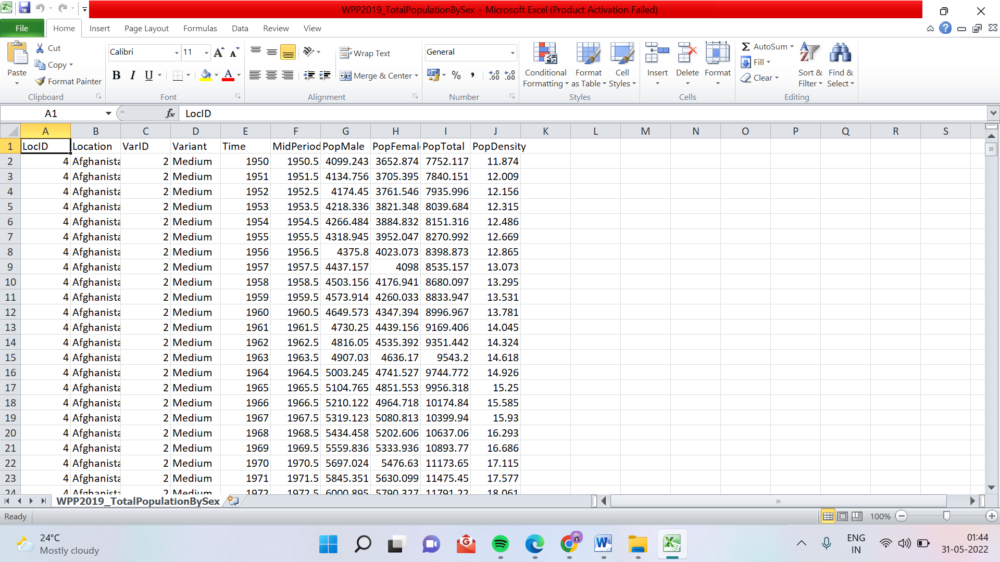 WPP2019_TotalPopulationBySex - Microsoft Excel (Product Activation Failed)
File Home Insert Page Layout Formulas Data Review View
Paste
Cut
Copy
Format Painter
Clipboard
Calibri 11
B I U
Font
Wrap Text
Merge & Center
Alignment
General
%
Number
Conditional Formatting
Format as Table
Cell Styles
Styles
Insert Delete Format
Cells
AutoSum
Fill
Clear
Sort & Filter
Find & Select
Editing
A1 fx LocID
A B C D E F G H I J K L M N O P Q R S
1 LocID Location VarID Variant Time MidPeriod PopMale PopFemal PopTotal PopDensity
2 4 Afghanista 2 Medium 1950 1950.5 4099.243 3652.874 7752.117 11.874
3 4 Afghanista 2 Medium 1951 1951.5 4134.756 3705.395 7840.151 12.009
4 4 Afghanista 2 Medium 1952 1952.5 4174.45 3761.546 7935.996 12.156
5 4 Afghanista 2 Medium 1953 1953.5 4218.336 3821.348 8039.684 12.315
6 4 Afghanista 2 Medium 1954 1954.5 4266.484 3884.832 8151.316 12.486
7 4 Afghanista 2 Medium 1955 1955.5 4318.945 3952.047 8270.992 12.669
8 4 Afghanista 2 Medium 1956 1956.5 4375.8 4023.073 8398.873 12.865
9 4 Afghanista 2 Medium 1957 1957.5 4437.157 4098 8535.157 13.073
10 4 Afghanista 2 Medium 1958 1958.5 4503.156 4176.941 8680.097 13.295
11 4 Afghanista 2 Medium 1959 1959.5 4573.914 4260.033 8833.947 13.531
12 4 Afghanista 2 Medium 1960 1960.5 4649.573 4347.394 8996.967 13.781
13 4 Afghanista 2 Medium 1961 1961.5 4730.25 4439.156 9169.406 14.045
14 4 Afghanista 2 Medium 1962 1962.5 4816.05 4535.392 9351.442 14.324
15 4 Afghanista 2 Medium 1963 1963.5 4907.03 4636.17 9543.2 14.618
16 4 Afghanista 2 Medium 1964 1964.5 5003.245 4741.527 9744.772 14.926
17 4 Afghanista 2 Medium 1965 1965.5 5104.765 4851.553 9956.318 15.25
18 4 Afghanista 2 Medium 1966 1966.5 5210.122 4964.718 10174.84 15.585
19 4 Afghanista 2 Medium 1967 1967.5 5319.123 5080.813 10399.94 15.93
20 4 Afghanista 2 Medium 1968 1968.5 5434.458 5202.606 10637.06 16.293
21 4 Afghanista 2 Medium 1969 1969.5 5559.836 5333.936 10893.77 16.686
22 4 Afghanista 2 Medium 1970 1970.5 5697.024 5476.63 11173.65 17.115
23 4 Afghanista 2 Medium 1971 1971.5 5845.351 5630.099 11475.45 17.577
24 4 Afghanista 2 Medium 1972 1972.5 6000.895 5790.327 11791.22 18.061
WPP2019_TotalPopulationBySex
Ready 100%
24°C
Mostly cloudy
ENG
IN
01:44
31-05-2022